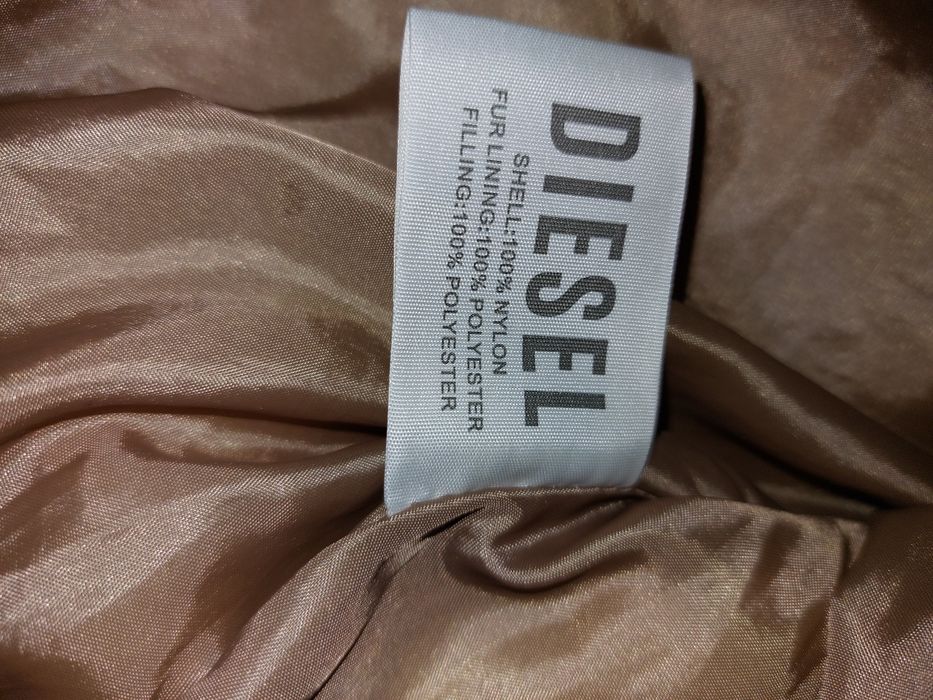 DIESEL
SHELL:100% NYLON
FUR LINING:100% POLYESTER
FILLING:100% POLYESTER